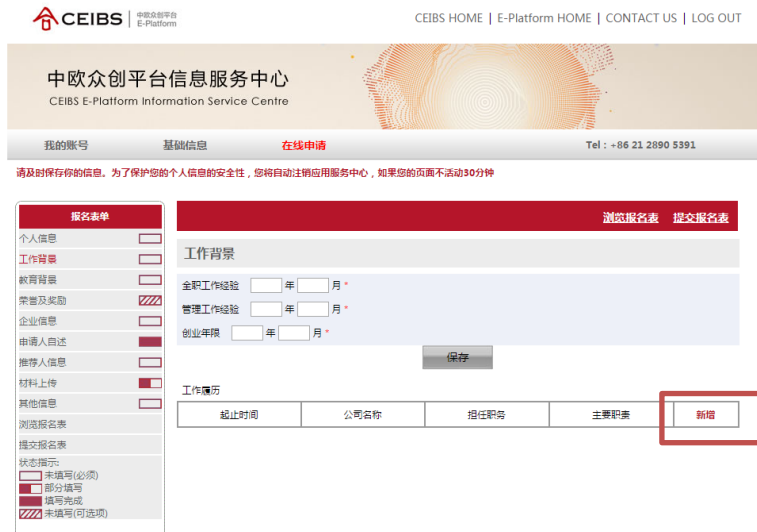 CEIBS 中欧众创平台 E-Platform
CEIBS HOME | E-Platform HOME | CONTACT US | LOG OUT
中欧众创平台信息服务中心
CEIBS E-Platform Information Service Centre
我的账号 基础信息 在线申请 Tel : +86 21 2890 5391
请及时保存你的信息。为了保护您的个人信息的安全性，您将自动注销应用服务中心，如果您的页面不活动30分钟
报名表单
个人信息
工作背景
教育背景
荣誉及奖励
企业信息
申请人自述
推荐人信息
材料上传
其他信息
浏览报名表
提交报名表
状态指示:
未填写(必须)
部分填写
填写完成
未填写(可选项)
浏览报名表 提交报名表
工作背景
全职工作经验 年 月 *
管理工作经验 年 月 *
创业年限 年 月 *
保存
工作履历
起止时间 公司名称 担任职务 主要职责 新增